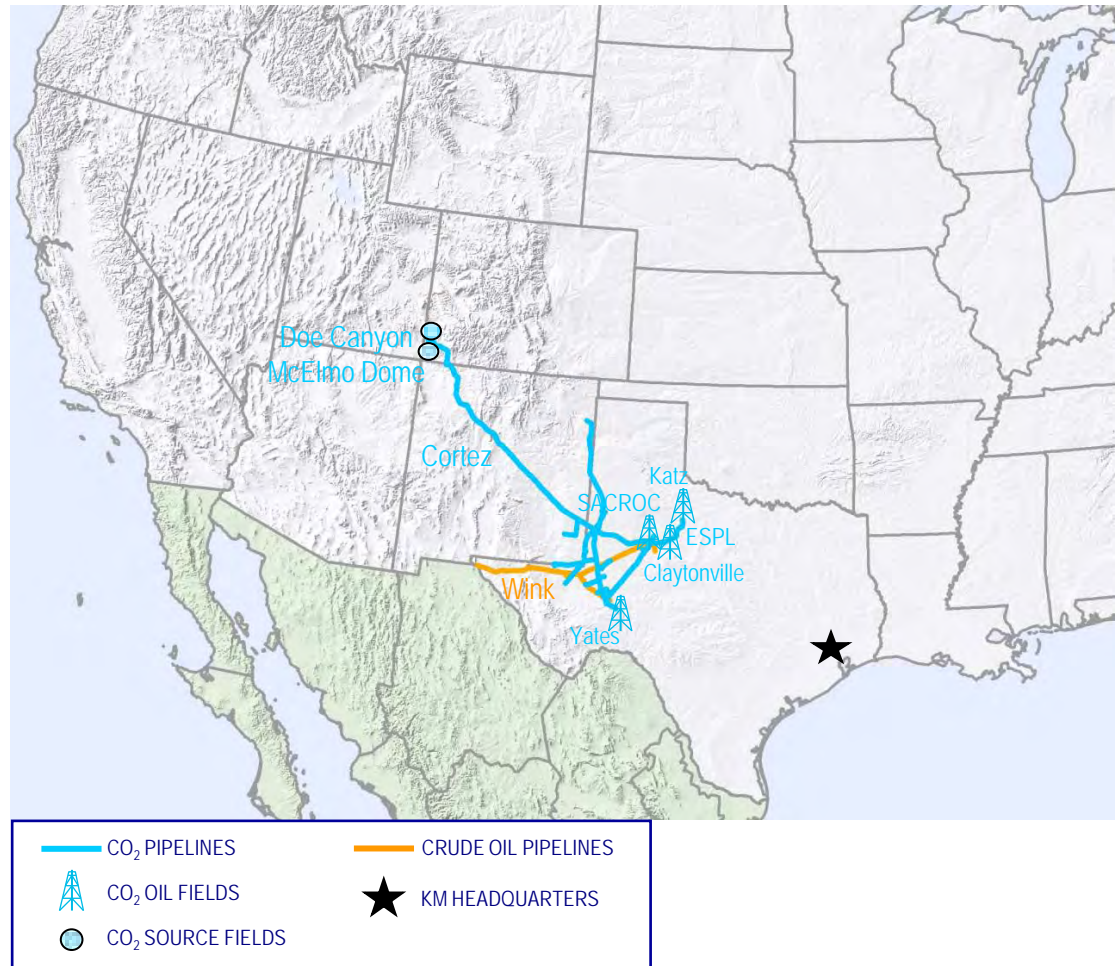 Doe Canyon
McElmo Dome
Cortez
Katz
SACROC
ESPL
Claytonville
Wink
Yates
CO₂ PIPELINES
CRUDE OIL PIPELINES
CO₂ OIL FIELDS
KM HEADQUARTERS
CO₂ SOURCE FIELDS